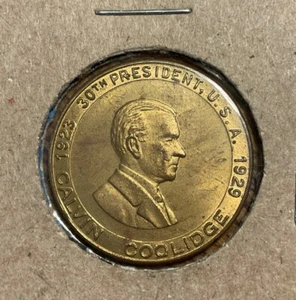 1923 30TH PRESIDENT, U.S.A. 1929
CALVIN COOLIDGE